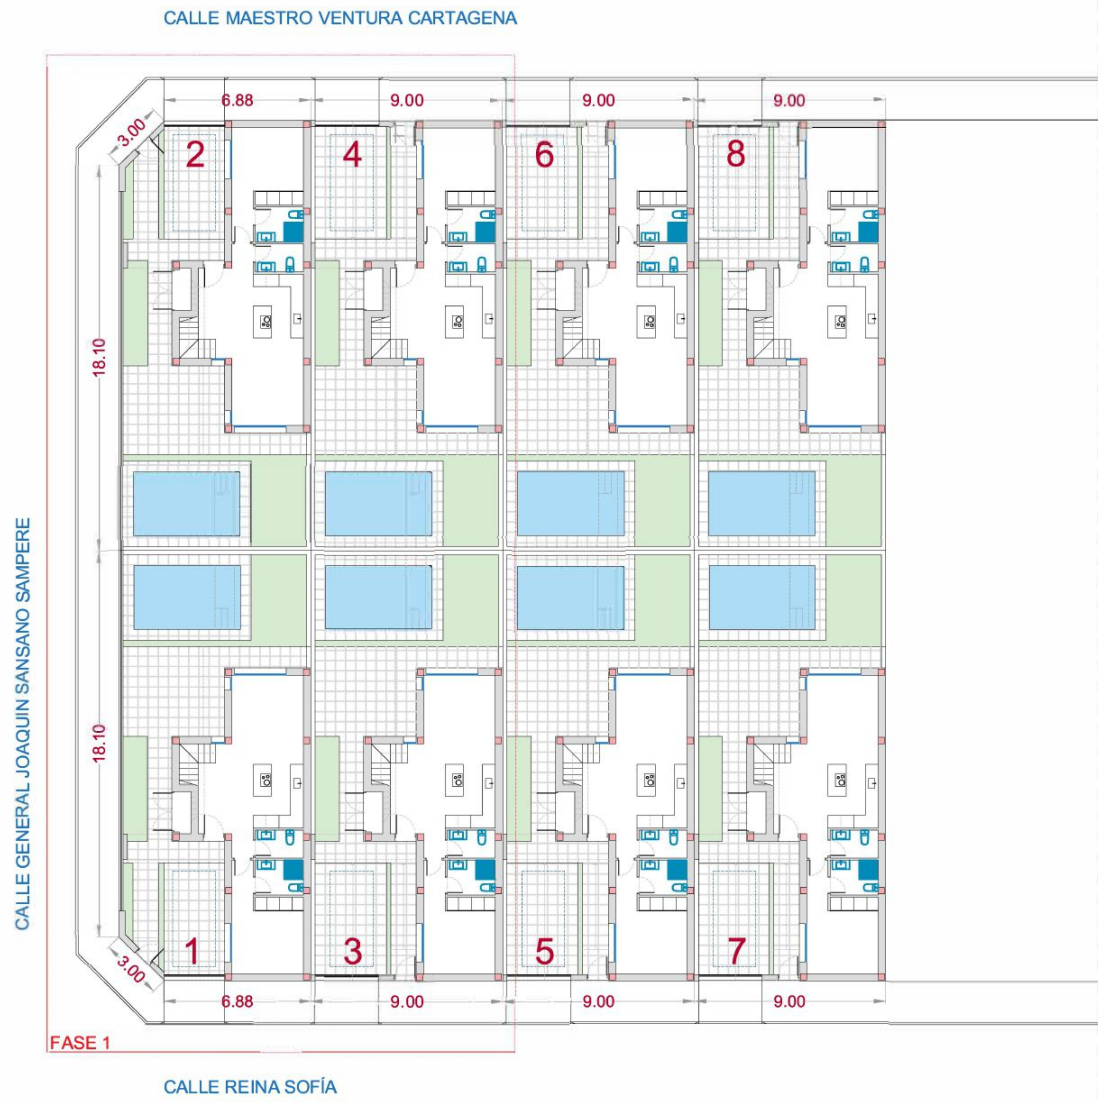 CALLE MAESTRO VENTURA CARTAGENA
6.88 9.00 9.00 9.00
3.00
2 4 6 8
18.10
CALLE GENERAL JOAQUIN SANSANO SAMPERE
18.10
1 3 5 7
3.00
6.88 9.00 9.00 9.00
FASE 1
CALLE REINA SOFÍA